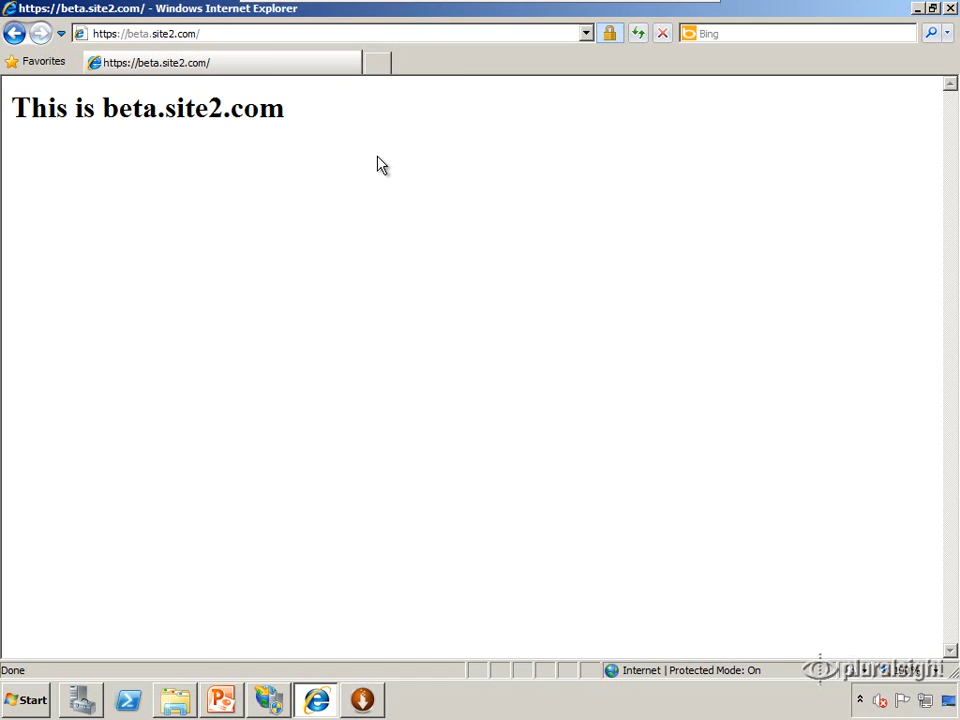 https://beta.site2.com/ - Windows Internet Explorer
https://beta.site2.com/
Bing
Favorites
https://beta.site2.com/
This is beta.site2.com
Done
Internet | Protected Mode: On
pluralsight
Start